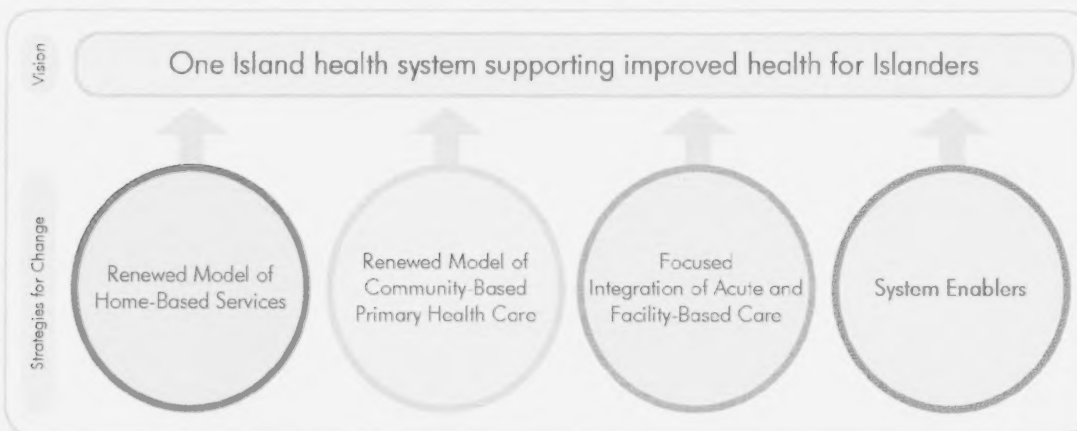 Vision
One Island health system supporting improved health for Islanders
Strategies for Change
Renewed Model of
Home-Based Services
Renewed Model of
Community-Based
Primary Health Care
Focused
Integration of Acute and
Facility-Based Care
System Enablers